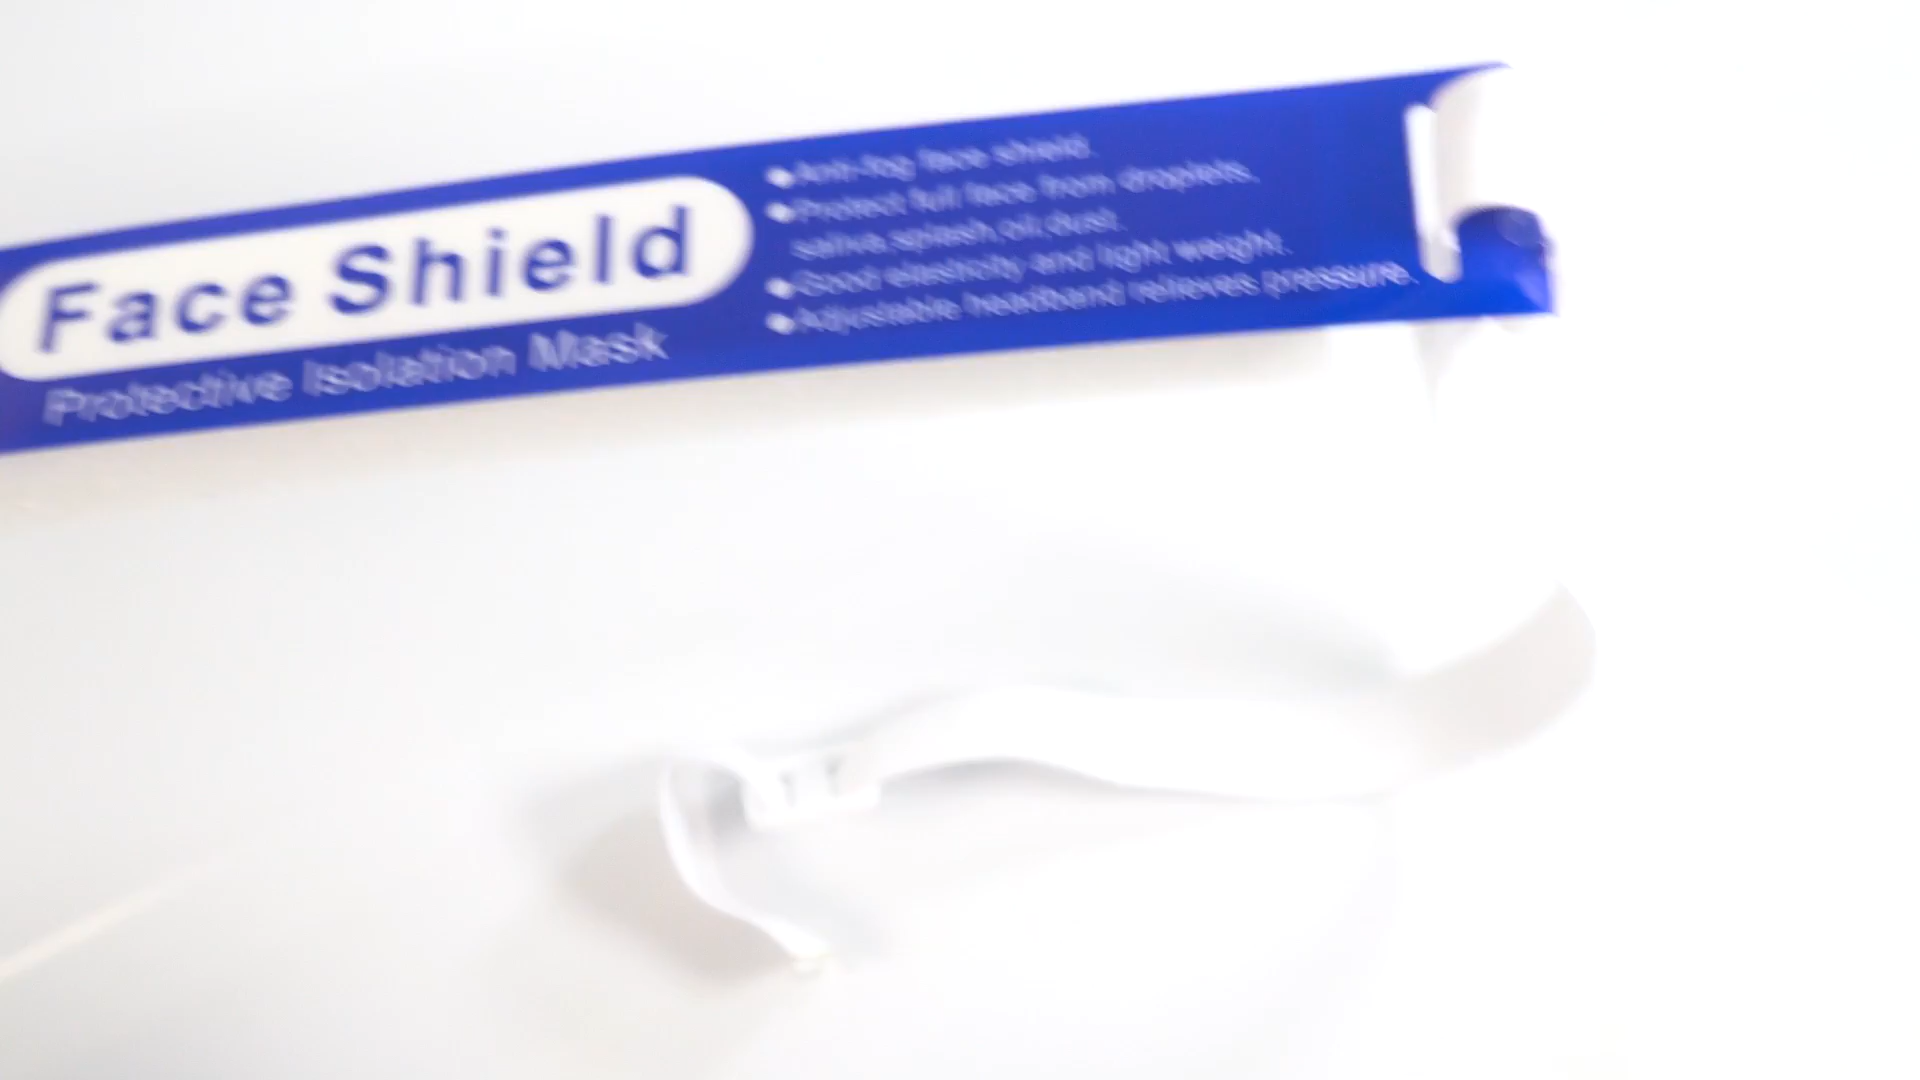 Face Shield
Protective Isolation Mask
●Anti-fog face shield.
●Protect full face from droplets,
saliva,splash,oil,dust.
●Good elasticity and light weight.
●Adjustable headband relieves pressure.